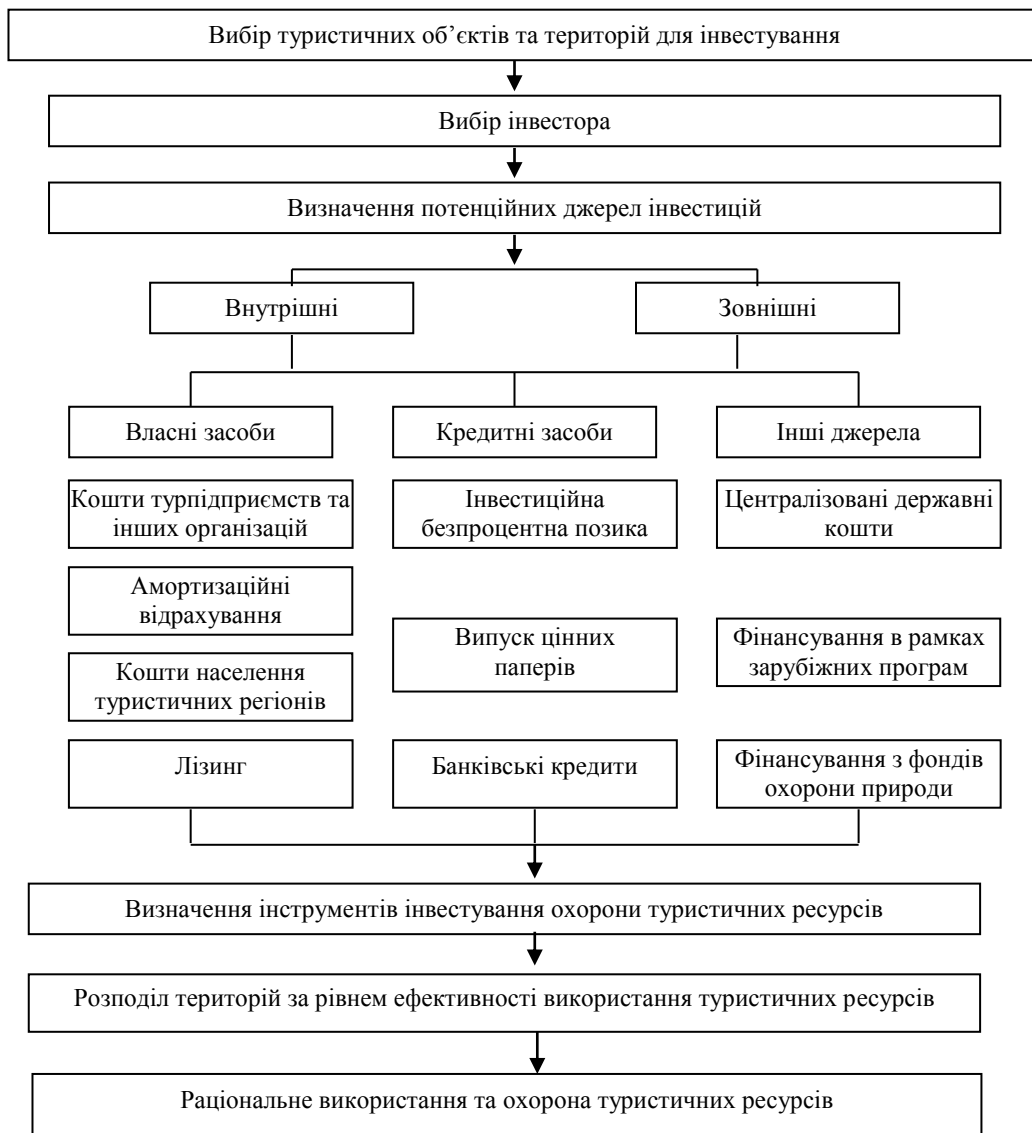 Вибір туристичних об’єктів та територій для інвестування
Вибір інвестора
Визначення потенційних джерел інвестицій
Внутрішні
Зовнішні
Власні засоби
Кредитні засоби
Інші джерела
Кошти турпідприємств та
інших організацій
Інвестиційна
безпроцентна позика
Централізовані державні
кошти
Амортизаційні
відрахування
Випуск цінних
паперів
Фінансування в рамках
зарубіжних програм
Кошти населення
туристичних регіонів
Лізинг
Банківські кредити
Фінансування з фондів
охорони природи
Визначення інструментів інвестування охорони туристичних ресурсів
Розподіл територій за рівнем ефективності використання туристичних ресурсів
Раціональне використання та охорона туристичних ресурсів